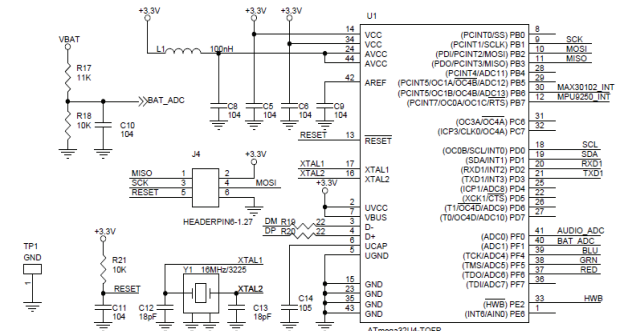 +3.3V
+3.3V
+3.3V
U1
VBAT
L1
100nH
R17
11K
BAT_ADC
R18
10K
C10
104
C8
104
C5
104
C6
104
C9
104
14 VCC
34 VCC
24 AVCC
44 AVCC
42 AREF
RESET 13 RESET
XTAL1 17 XTAL1
XTAL2 16 XTAL2
+3.3V
2 UVCC
7 VBUS
DM R19 22 3 D-
DP R20 22 4 D+
6 UCAP
5 UGND
15 GND
23 GND
35 GND
43 GND
(PCINT0/SS) PB0 8
(PCINT1/SCLK) PB1 9 SCK
(PDI/PCINT2/MOSI) PB2 10 MOSI
(PDO/PCINT3/MISO) PB3 11 MISO
(PCINT4/ADC11) PB4 28
(PCINT5/OC1A/OC4B/ADC12) PB5 29
(PCINT6/OC1B/OC4B/ADC13) PB6 30 MAX30102_INT
(PCINT7/OC0A/OC1C/RTS) PB7 12 MPU9250_INT
(OC3A/OC4A) PC6 31
(ICP3/CLK0/OC4A) PC7 32
(OC0B/SCL/INT0) PD0 18 SCL
(SDA/INT1) PD1 19 SDA
(RXD1/INT2) PD2 20 RXD1
(TXD1/INT3) PD3 21 TXD1
(ICP1/ADC8) PD4 25
(XCK1/CTS) PD5 22
(T1/OC4D/ADC9) PD6 26
(T0/OC4D/ADC10) PD7 27
(ADC0) PF0 41 AUDIO_ADC
(ADC1) PF1 40 BAT_ADC
(TCK/ADC4) PF4 39 BLU
(TMS/ADC5) PF5 38 GRN
(TDO/ADC6) PF6 37 RED
(TDI/ADC7) PF7 36
(HWB) PE2 33 HWB
(INT6/AIN0) PE6 1
ATmega32U4-TQFP
J4
+3.3V
MISO 1 2
SCK 3 4 MOSI
RESET 5 6
HEADERPIN6-1.27
TP1
GND
1
+3.3V
R21
10K
RESET
C11
104
XTAL1
Y1 16MHz/3225
XTAL2
C12
18pF
C13
18pF
C14
105